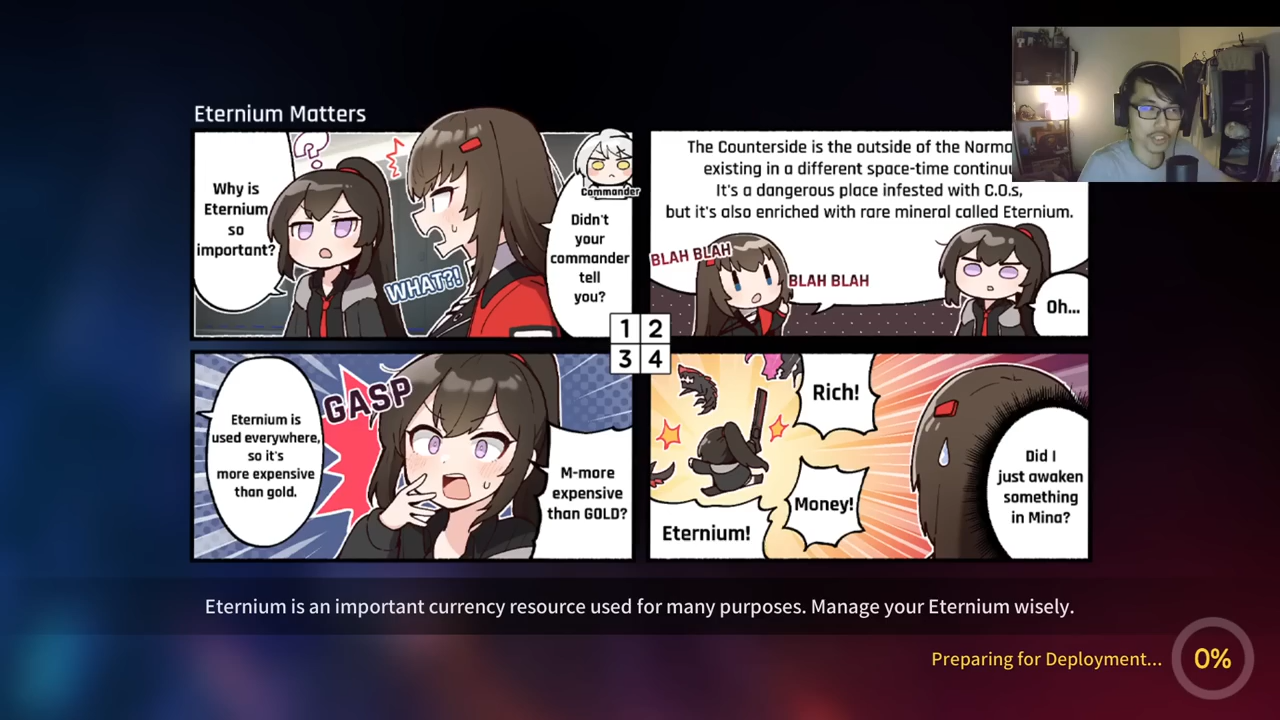 Eternium Matters
Why is
Eternium
so
important?
WHAT?!
Commander
Didn't
your
commander
tell
you?
The Counterside is the outside of the
existing in a different space-time
It's a dangerous place infested with C.O.s,
but it's also enriched with rare mineral called Eternium.
BLAH BLAH
BLAH BLAH
Oh...
1 2
3 4
Eternium is
used everywhere,
so it's
more expensive
than gold.
GASP
M-more
expensive
than GOLD?
Rich!
Money!
Eternium!
Did I
just awaken
something
in Mina?
Eternium is an important currency resource used for many purposes. Manage your Eternium wisely.
Preparing for Deployment...
0%